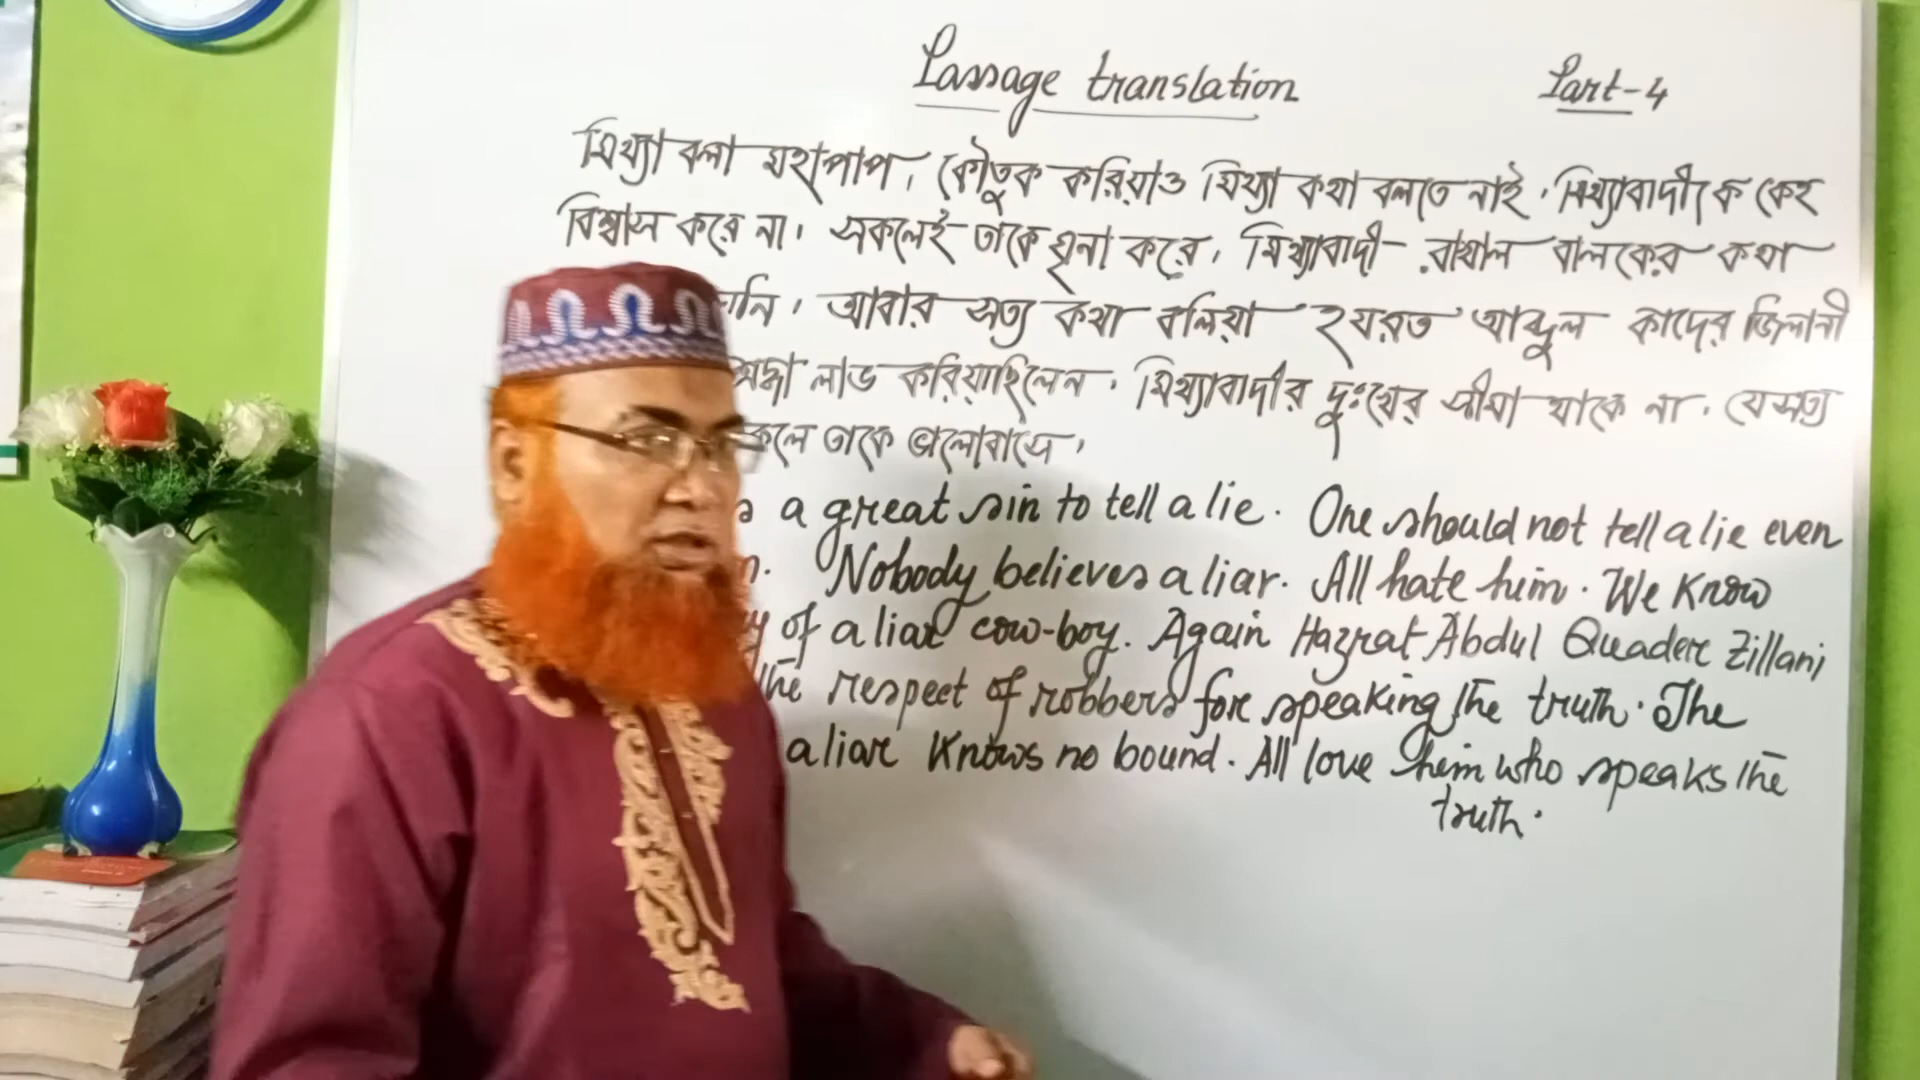 Passage translation Part-4
মিথ্যা বলা মহাপাপ। কৌতুক করিয়াও মিথ্যা কথা বলতে নাই। মিথ্যাবাদীকে কেহ
বিশ্বাস করে না। সকলেই তাকে ঘৃনা করে। মিথ্যাবাদী রাখাল বালকের কথা
আবার সত্য কথা বলিয়া হযরত আব্দুল কাদের জিলানী
শ্রদ্ধা লাভ করিয়াছিলেন। মিথ্যাবাদীর দুঃখের সীমা থাকে না। যে সত্য
তাকে ভালোবাসে।
a great sin to tell a lie. One should not tell a lie even
Nobody believes a liar. All hate him. We know
of a liar cow-boy. Again Hazrat Abdul Quader Zillani
the respect of robbers for speaking the truth. The
a liar knows no bound. All love him who speaks the
truth.